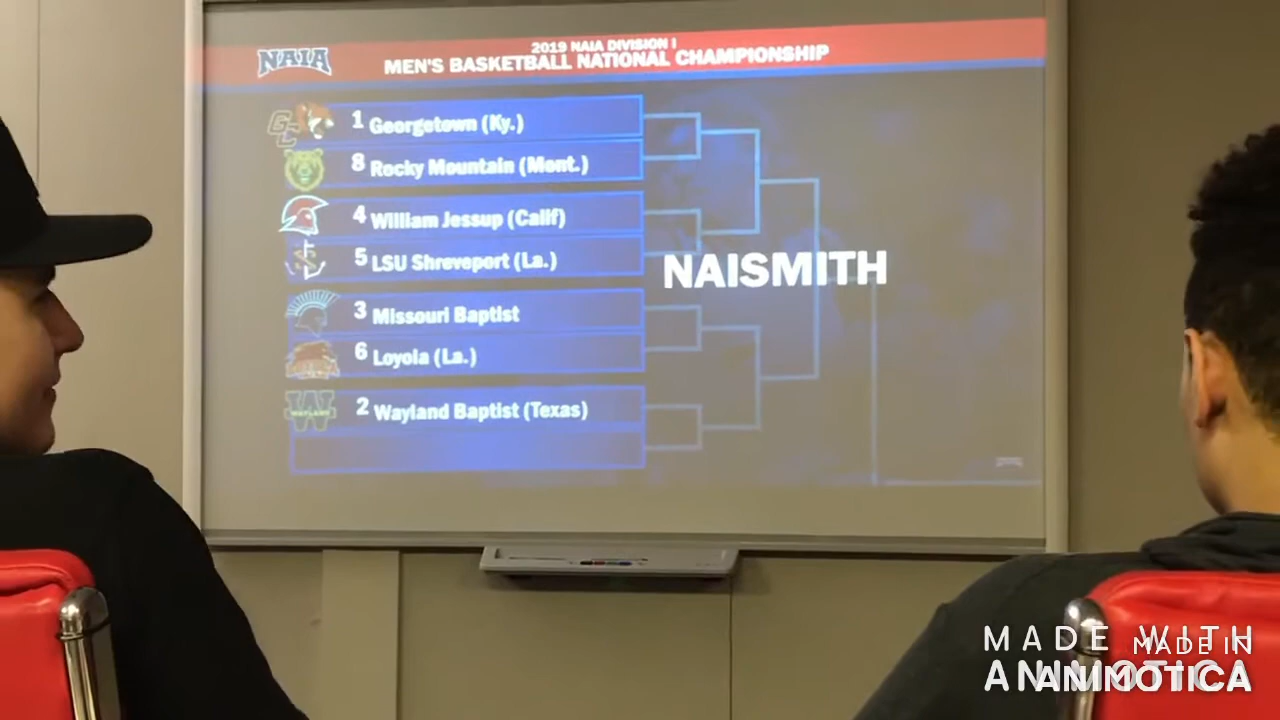 NAIA
2019 NAIA DIVISION I
MEN'S BASKETBALL NATIONAL CHAMPIONSHIP
GC
1 Georgetown (Ky.)
8 Rocky Mountain (Mont.)
4 William Jessup (Calif)
5 LSU Shreveport (La.)
3 Missouri Baptist
6 Loyola (La.)
W
2 Wayland Baptist (Texas)
NAISMITH
MADE WITH
ANIMOTICA
MADE IN
ANIMOTICA